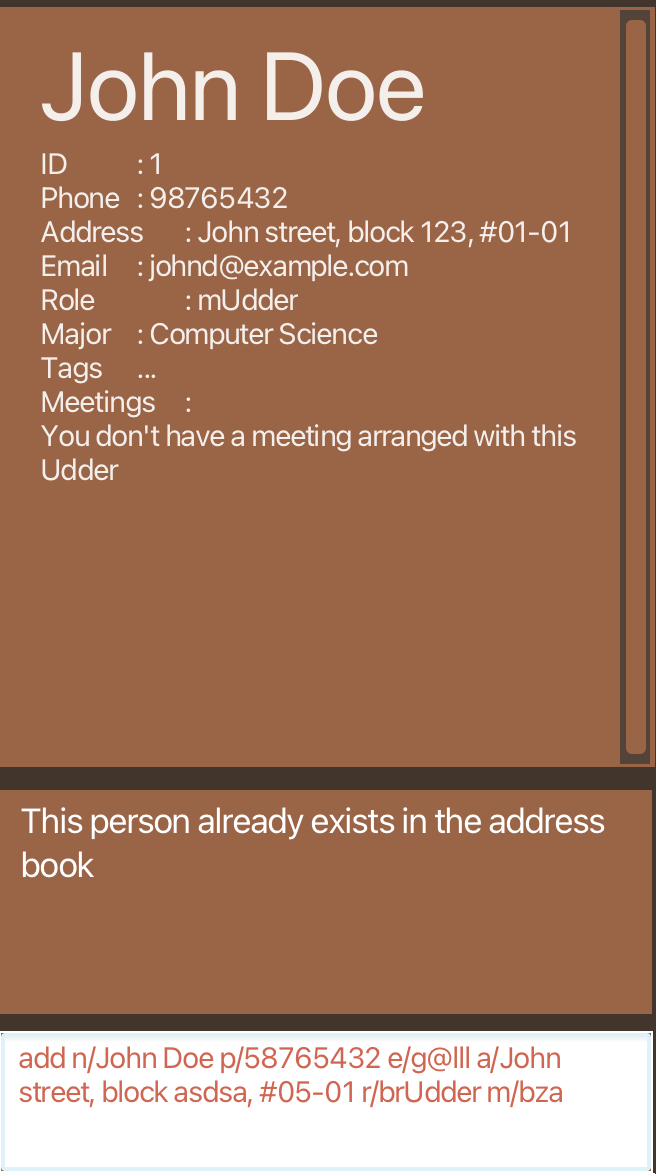 John Doe
ID : 1
Phone : 98765432
Address : John street, block 123, #01-01
Email : johnd@example.com
Role : mUdder
Major : Computer Science
Tags ...
Meetings :
You don't have a meeting arranged with this
Udder
This person already exists in the address
book
add n/John Doe p/58765432 e/g@lll a/John
street, block asdsa, #05-01 r/brUdder m/bza